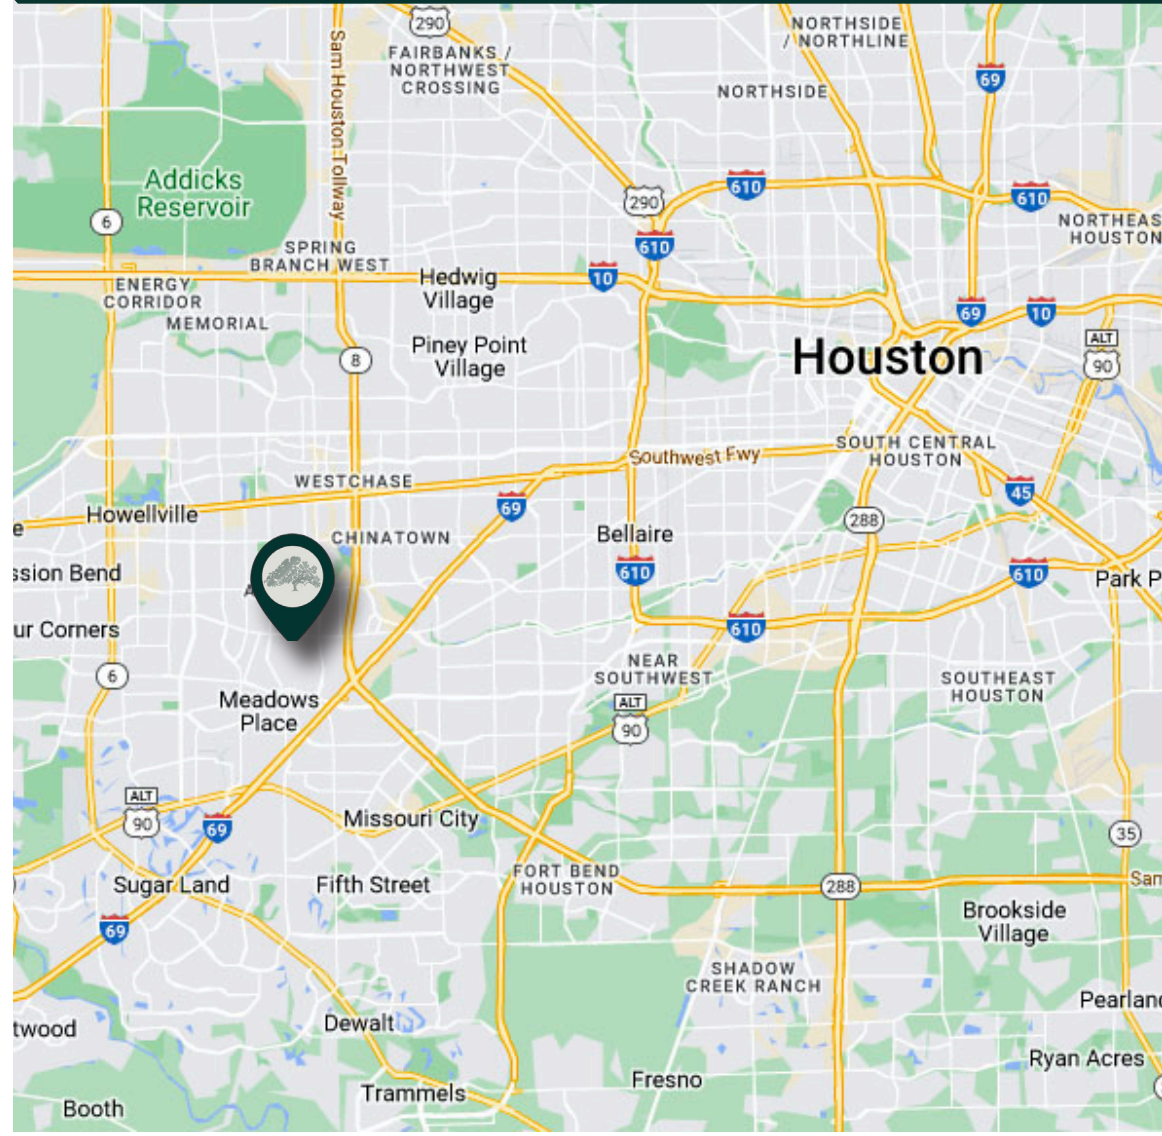 290
NORTHSIDE
/ NORTHLINE
FAIRBANKS /
NORTHWEST
CROSSING
69
NORTHSIDE
Sam Houston Tollway
Addicks
Reservoir
610
290
610
6
NORTHEAS
HOUSTON
610
SPRING
BRANCH WEST
Hedwig
Village
10
ENERGY
CORRIDOR
MEMORIAL
69
10
Piney Point
Village
8
Houston
ALT
90
SOUTH CENTRAL
HOUSTON
Southwest Fwy
WESTCHASE
45
69
Howellville
e
288
CHINATOWN
Bellaire
ssion Bend
610
610
Park P
A
ur Corners
610
6
NEAR
SOUTHWEST
SOUTHEAST
HOUSTON
Meadows
Place
ALT
90
ALT
90
69
Missouri City
35
Sugar Land
Fifth Street
FORT BEND
HOUSTON
288
Sam
69
Brookside
Village
SHADOW
CREEK RANCH
Pearland
twood
Dewalt
Ryan Acres
Trammels
Fresno
Booth